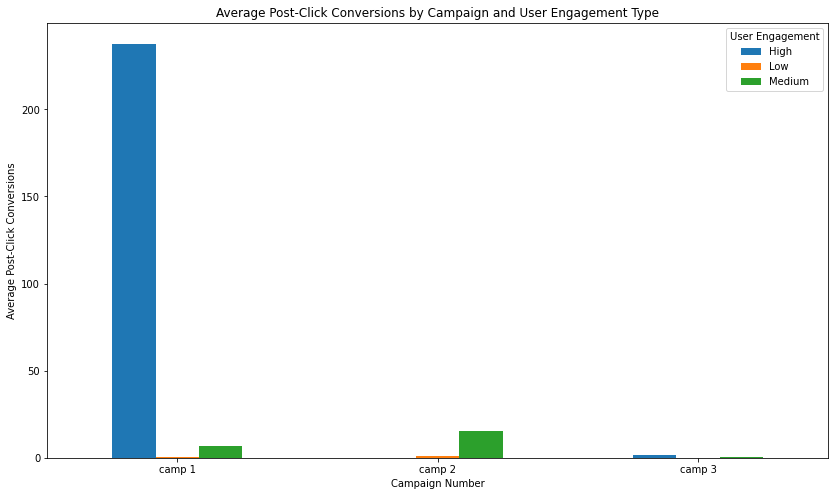 Average Post-Click Conversions by Campaign and User Engagement Type
User Engagement
High
Low
Medium
200
150
100
50
0
Average Post-Click Conversions
camp 1
camp 2
camp 3
Campaign Number